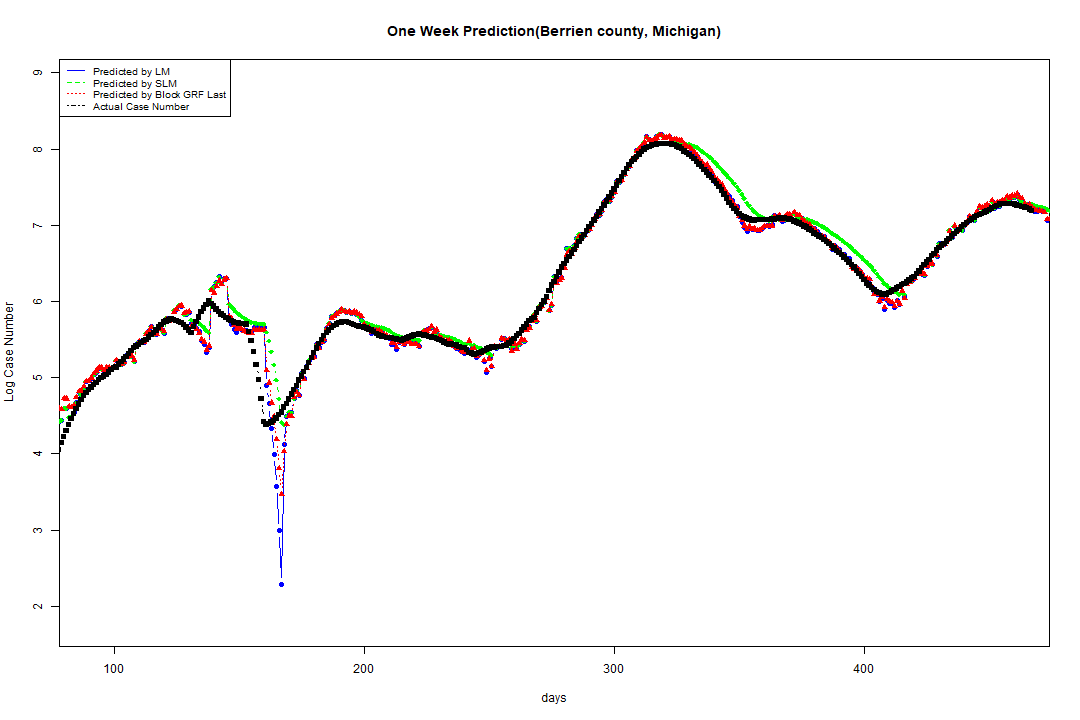 One Week Prediction(Berrien county, Michigan)
Predicted by LM
Predicted by SLM
Predicted by Block GRF Last
Actual Case Number
9
8
7
6
5
4
3
2
Log Case Number
100 200 300 400
days